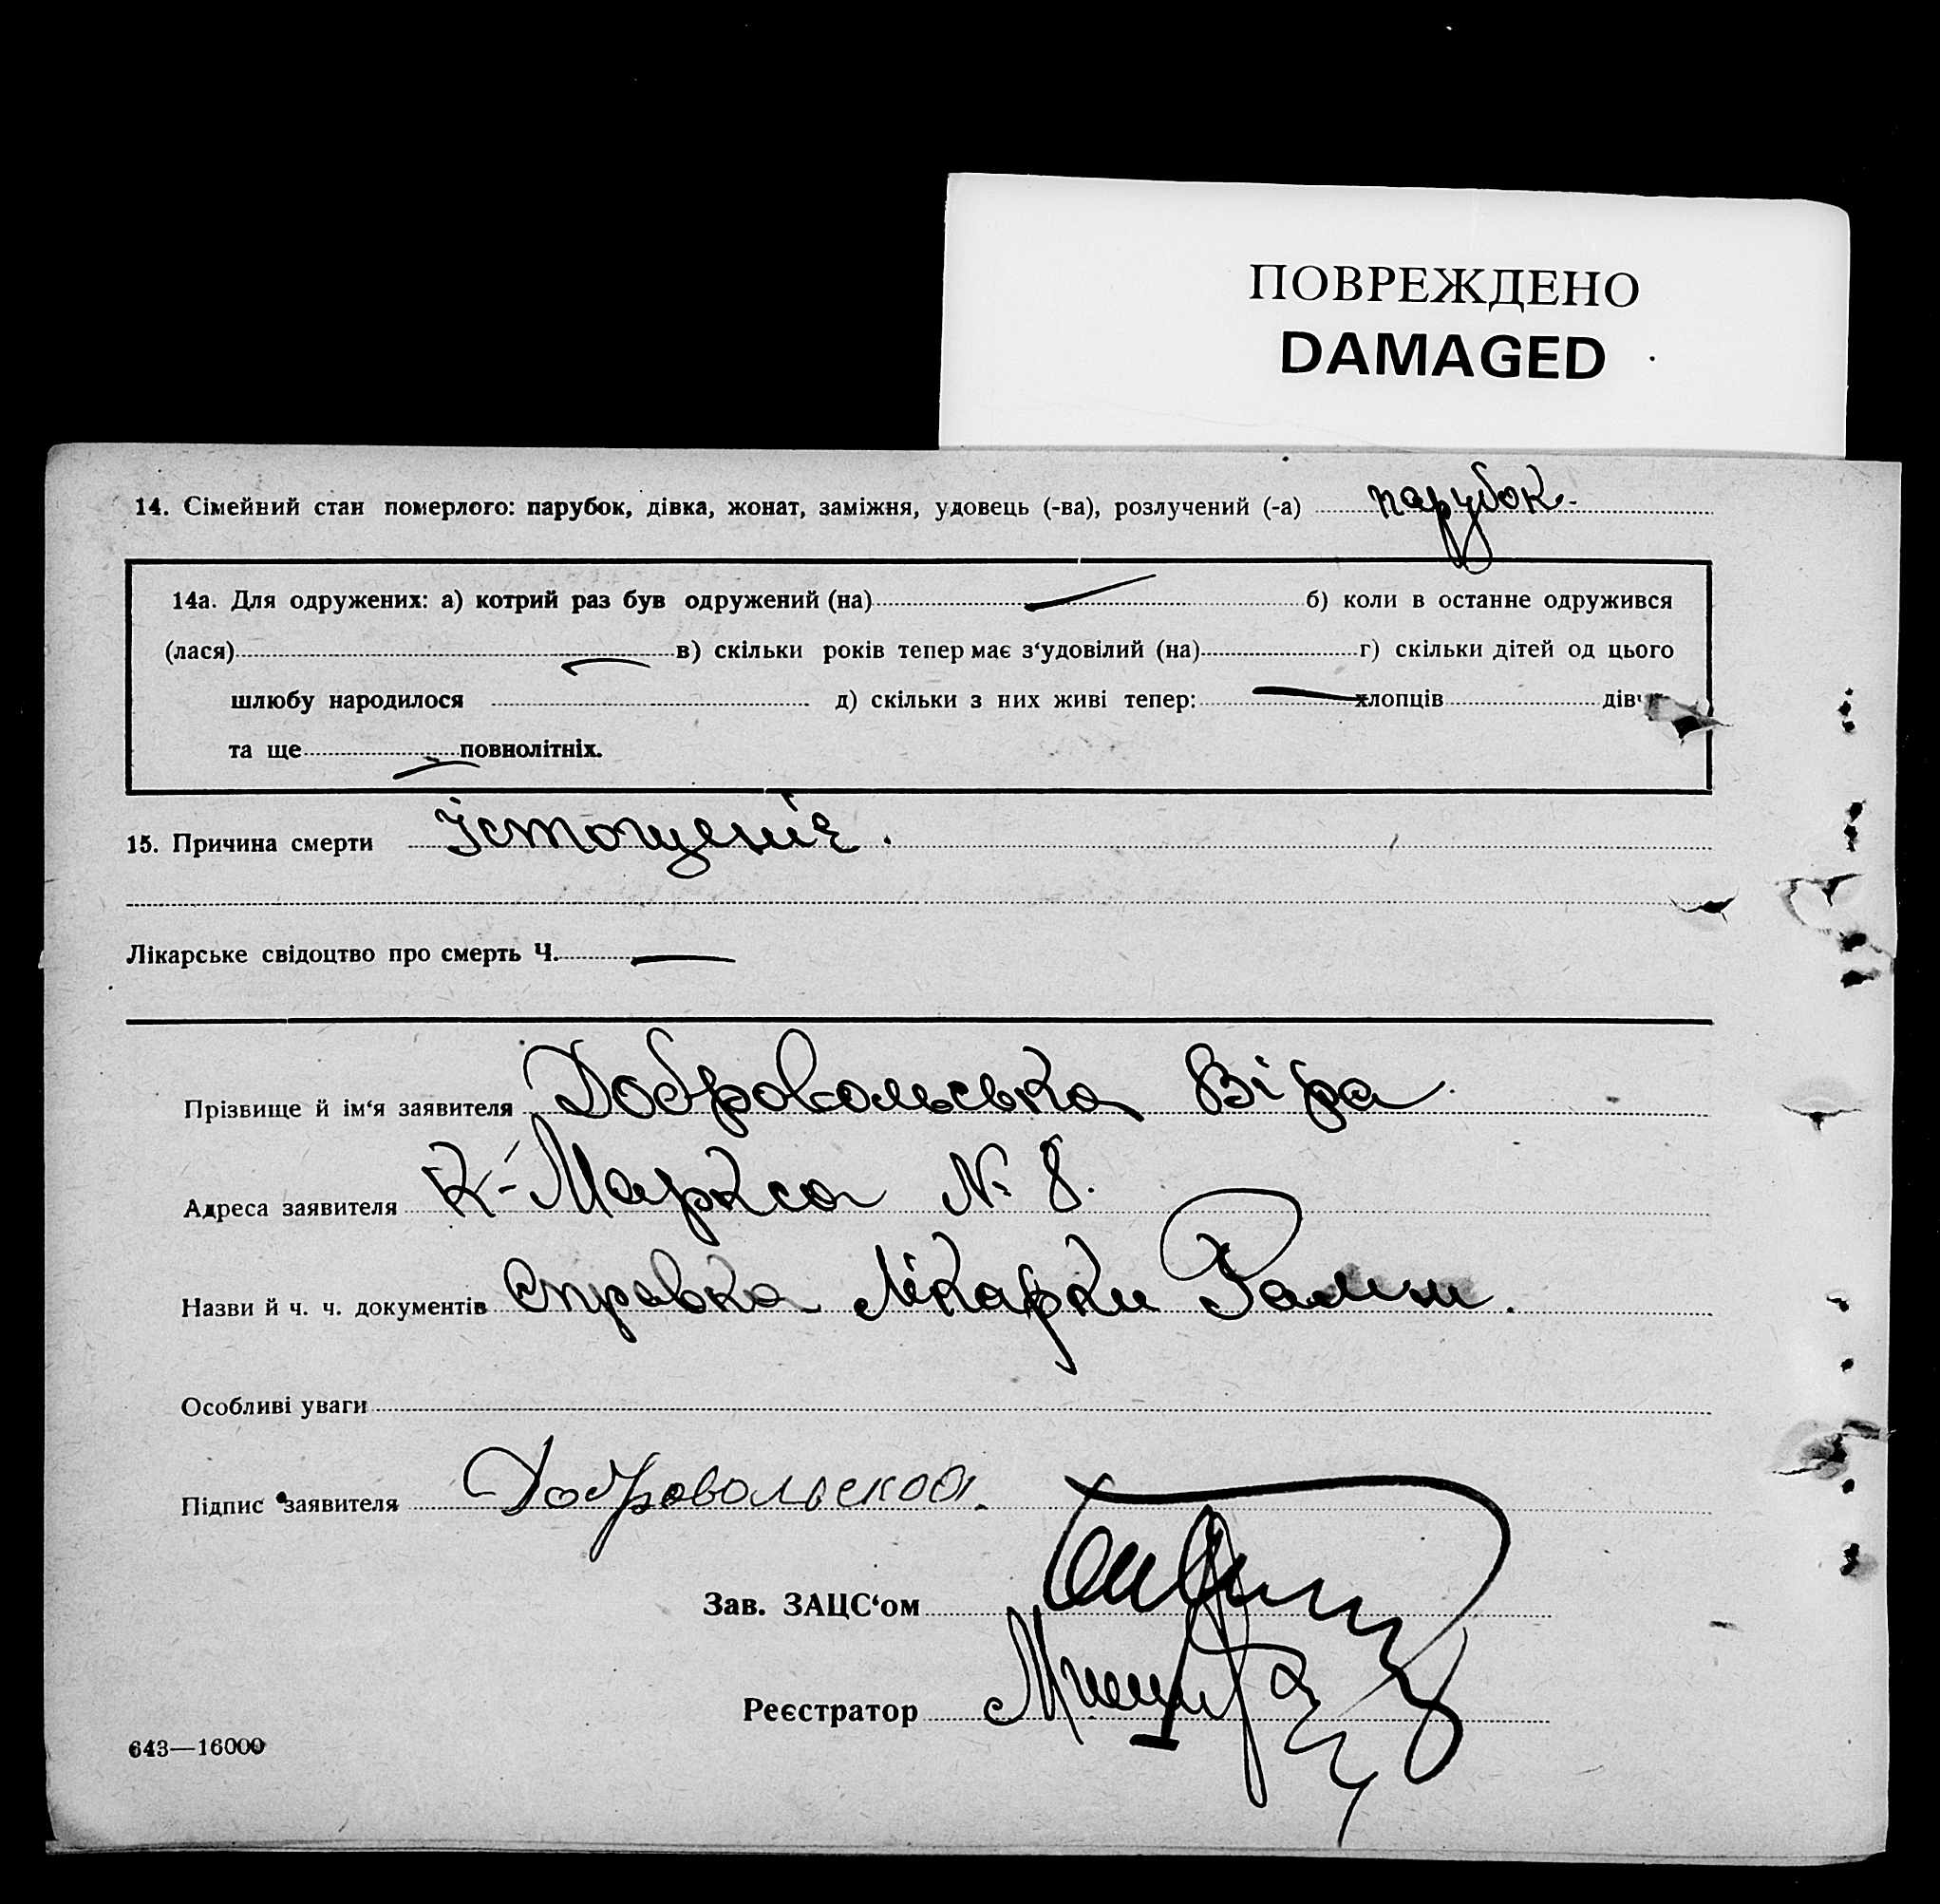 ПОВРЕЖДЕНО
DAMAGED
14. Сімейний стан померлого: парубок, дівка, жонат, заміжня, удовець (-ва), розлучений (-а) парубок
14а. Для одружених: а) котрий раз був одружений (на) б) коли в останне одружився
(лася) в) скільки років тепер має з‘удовілий (на) г) скільки дітей од цього
шлюбу народилося д) скільки з них живі тепер: хлопців дівч
та ще повнолітніх.
15. Причина смерти Істощеніє.
Лікарське свідоцтво про смерть Ч.
Прізвище й ім‘я заявителя Добровольська Віра
Адреса заявителя К-Маркса № 8.
Назви й ч. ч. документів Справка лікарки
Особливі уваги
Підпис заявителя
Зав. ЗАЦС‘ом
Реєстратор
643—16000